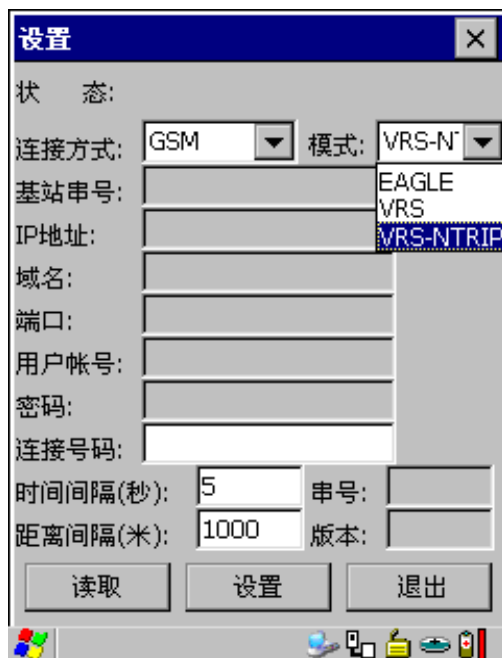 设置
状 态:
连接方式: GSM 模式: VRS-NT
基站串号: EAGLE
VRS
IP地址: VRS-NTRIP
域名:
端口:
用户帐号:
密码:
连接号码:
时间间隔(秒): 5 串号:
距离间隔(米): 1000 版本:
读取 设置 退出